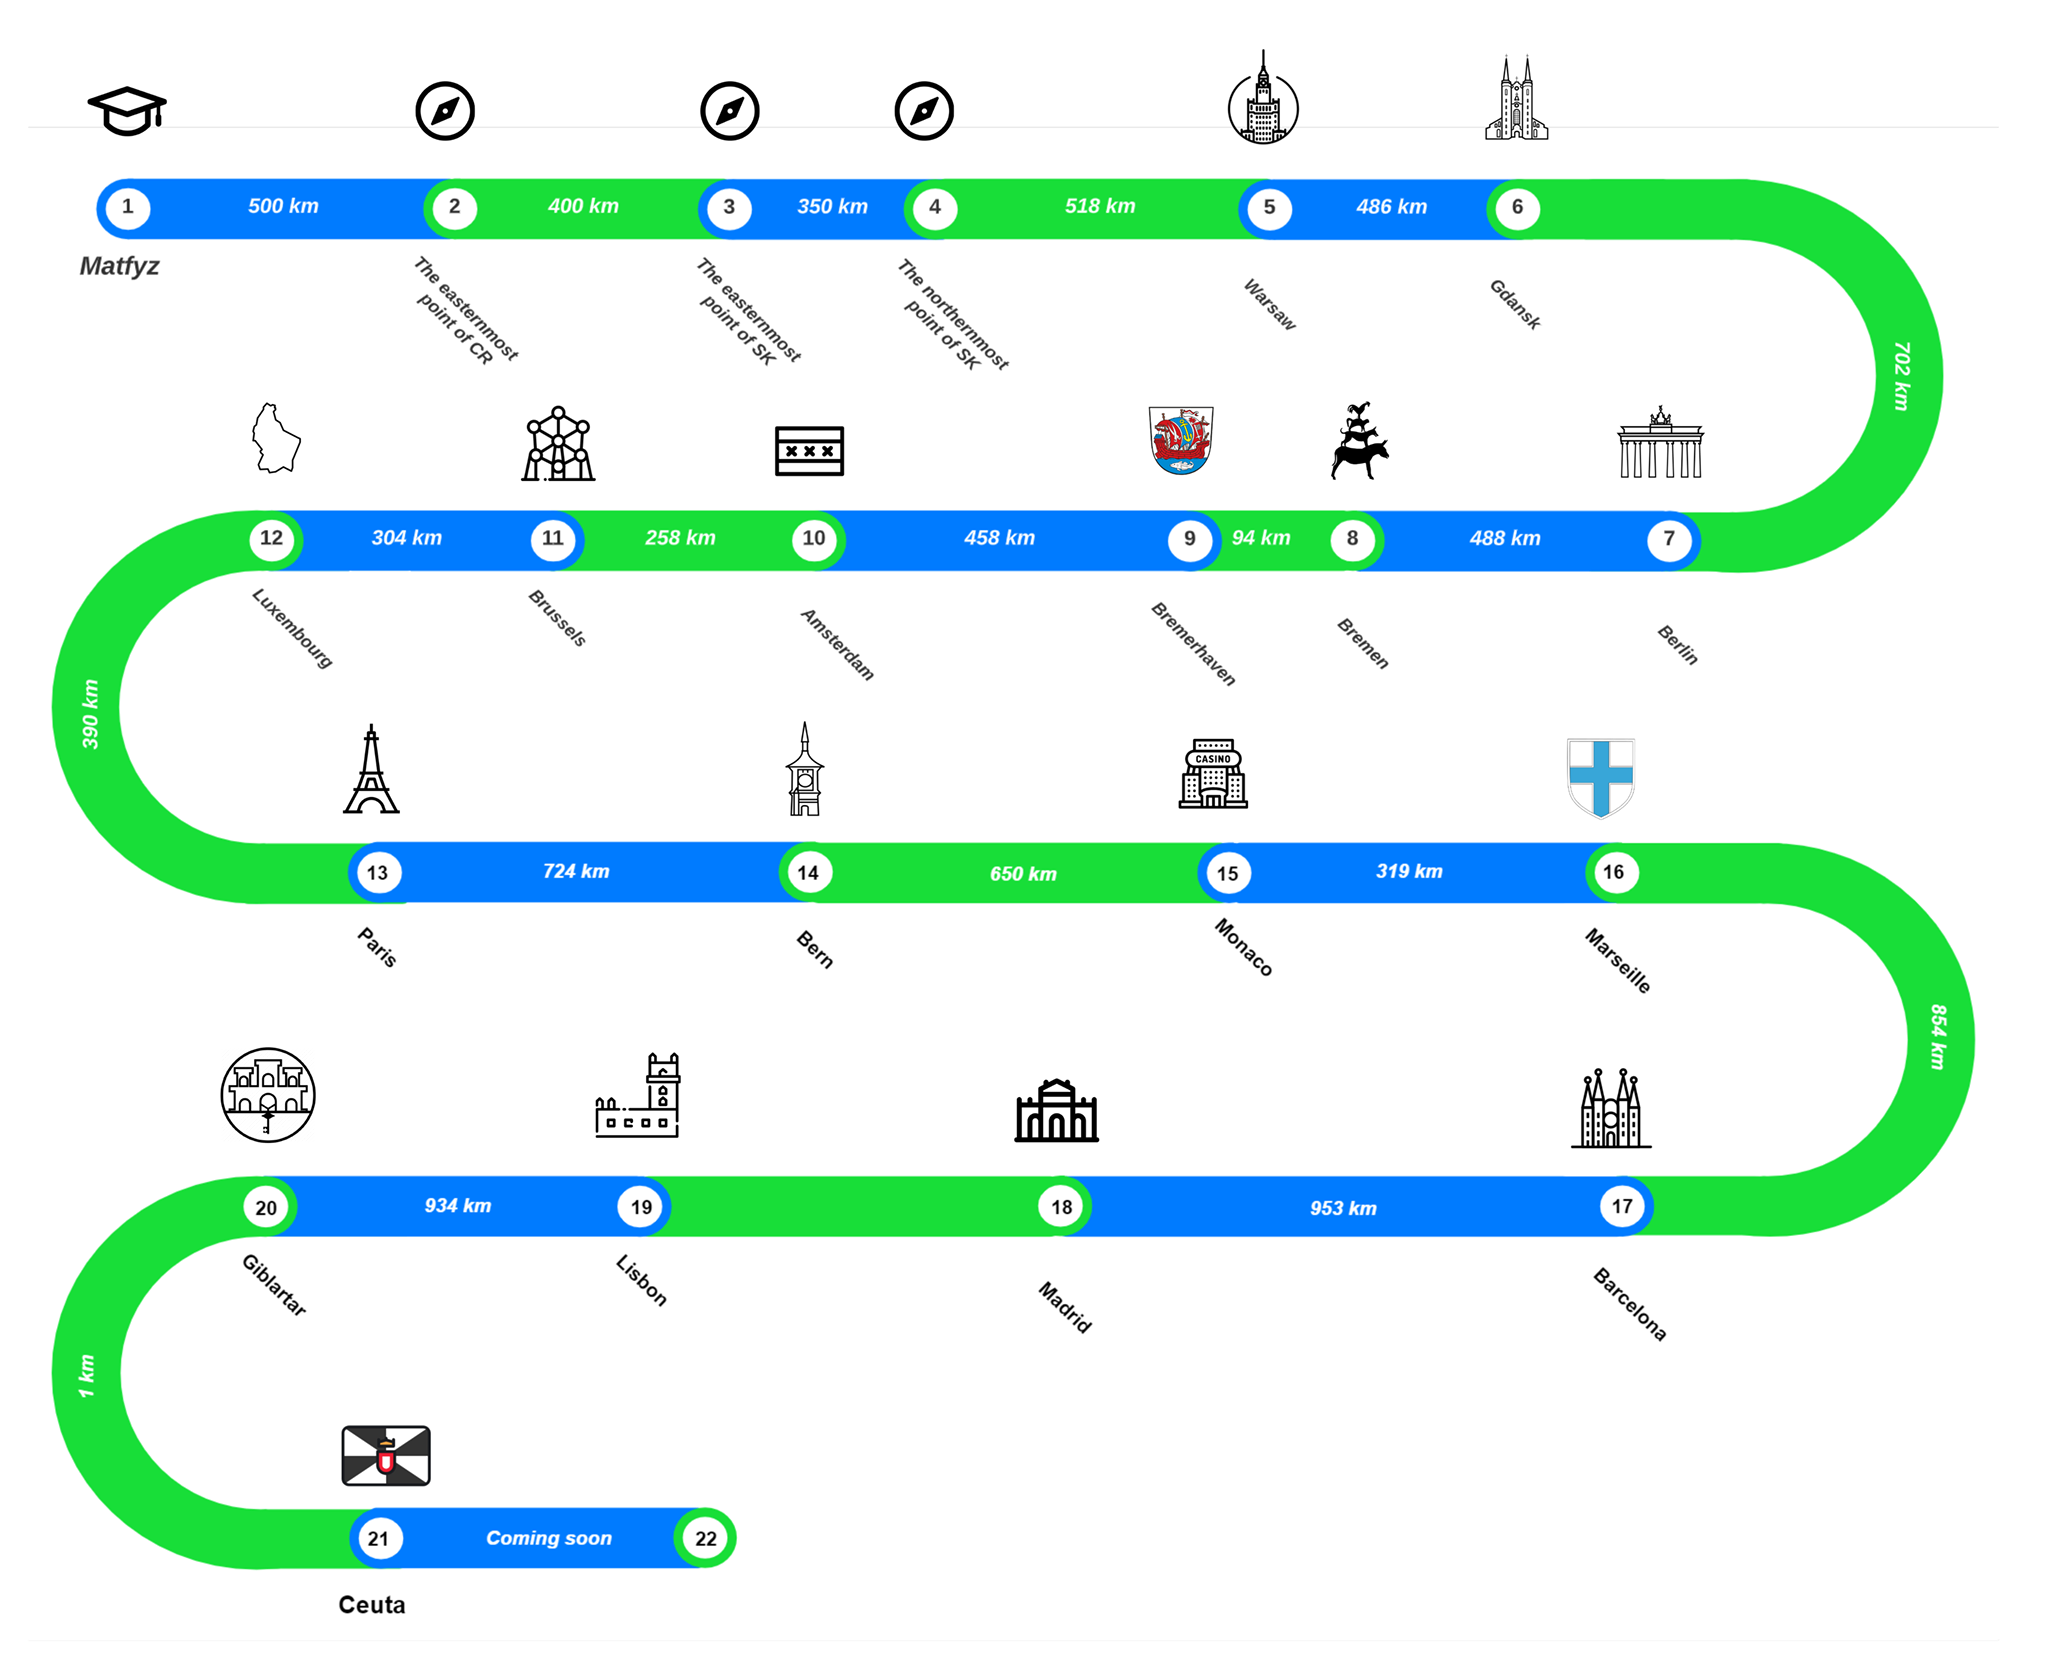 1
500 km
2
400 km
3
350 km
4
518 km
5
486 km
6
Matfyz
The easternmost
point of CR
The easternmost
point of SK
The northernmost
point of SK
Warsaw
Gdansk
702 km
12
304 km
11
258 km
10
458 km
9
94 km
8
488 km
7
Luxembourg
Brussels
Amsterdam
Bremerhaven
Bremen
Berlin
390 km
CASINO
13
724 km
14
650 km
15
319 km
16
Paris
Bern
Monaco
Marseille
854 km
20
934 km
19
18
953 km
17
Giblartar
Lisbon
Madrid
Barcelona
1 km
21
Coming soon
22
Ceuta